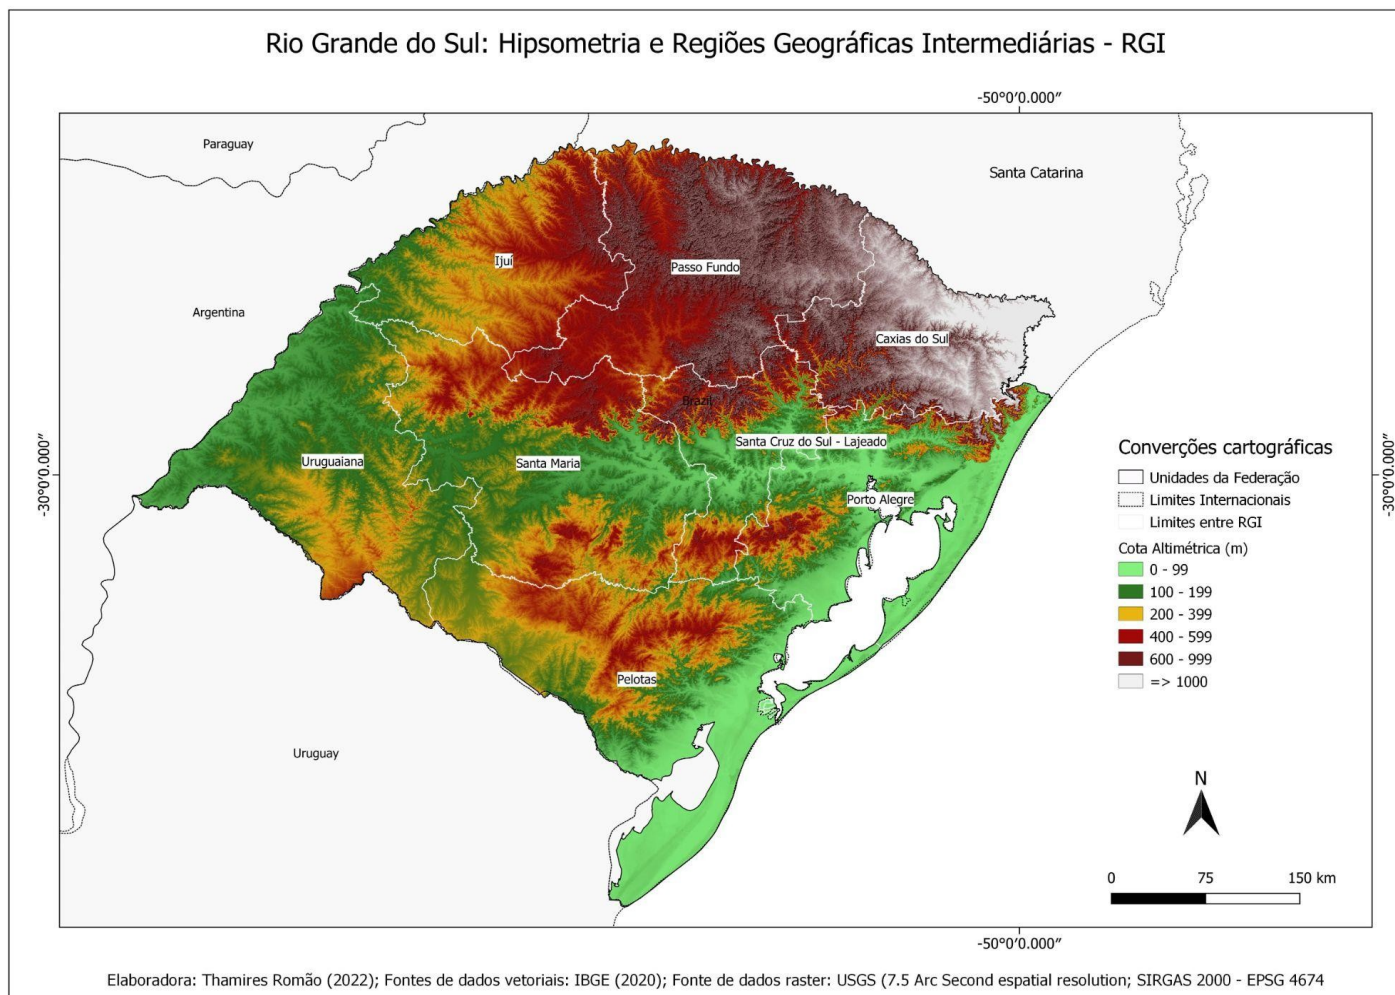 Rio Grande do Sul: Hipsometria e Regiões Geográficas Intermediárias - RGI
-50°0'0.000"
Paraguay
Santa Catarina
Ijuí
Passo Fundo
Argentina
Caxias do Sul
Brazil
Santa Cruz do Sul - Lajeado
Uruguaiana
Santa Maria
-30°0'0.000"
-30°0'0.000"
Porto Alegre
Converções cartográficas
Unidades da Federação
Limites Internacionais
Limites entre RGI
Cota Altimétrica (m)
0 - 99
100 - 199
200 - 399
400 - 599
600 - 999
=> 1000
Pelotas
Uruguay
N
0 75 150 km
-50°0'0.000"
Elaboradora: Thamires Romão (2022); Fontes de dados vetoriais: IBGE (2020); Fonte de dados raster: USGS (7.5 Arc Second espatial resolution; SIRGAS 2000 - EPSG 4674